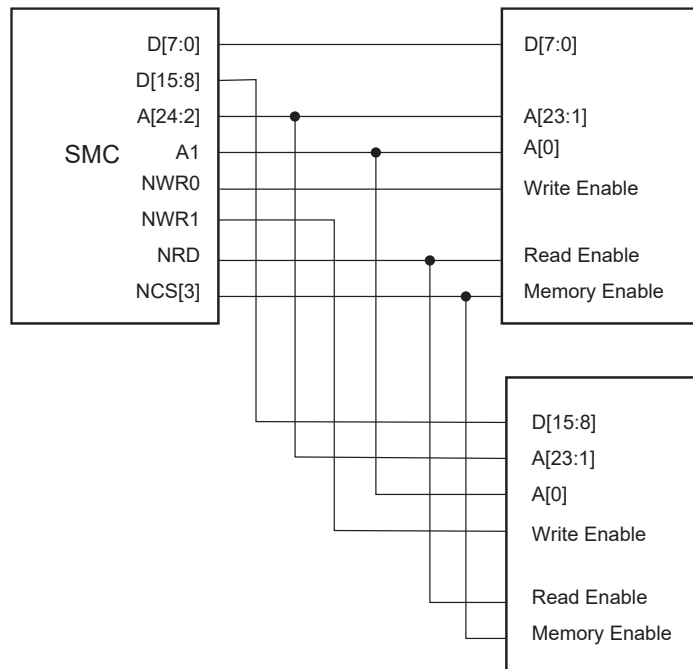 SMC
D[7:0]
D[15:8]
A[24:2]
A1
NWR0
NWR1
NRD
NCS[3]
D[7:0]
A[23:1]
A[0]
Write Enable
Read Enable
Memory Enable
D[15:8]
A[23:1]
A[0]
Write Enable
Read Enable
Memory Enable